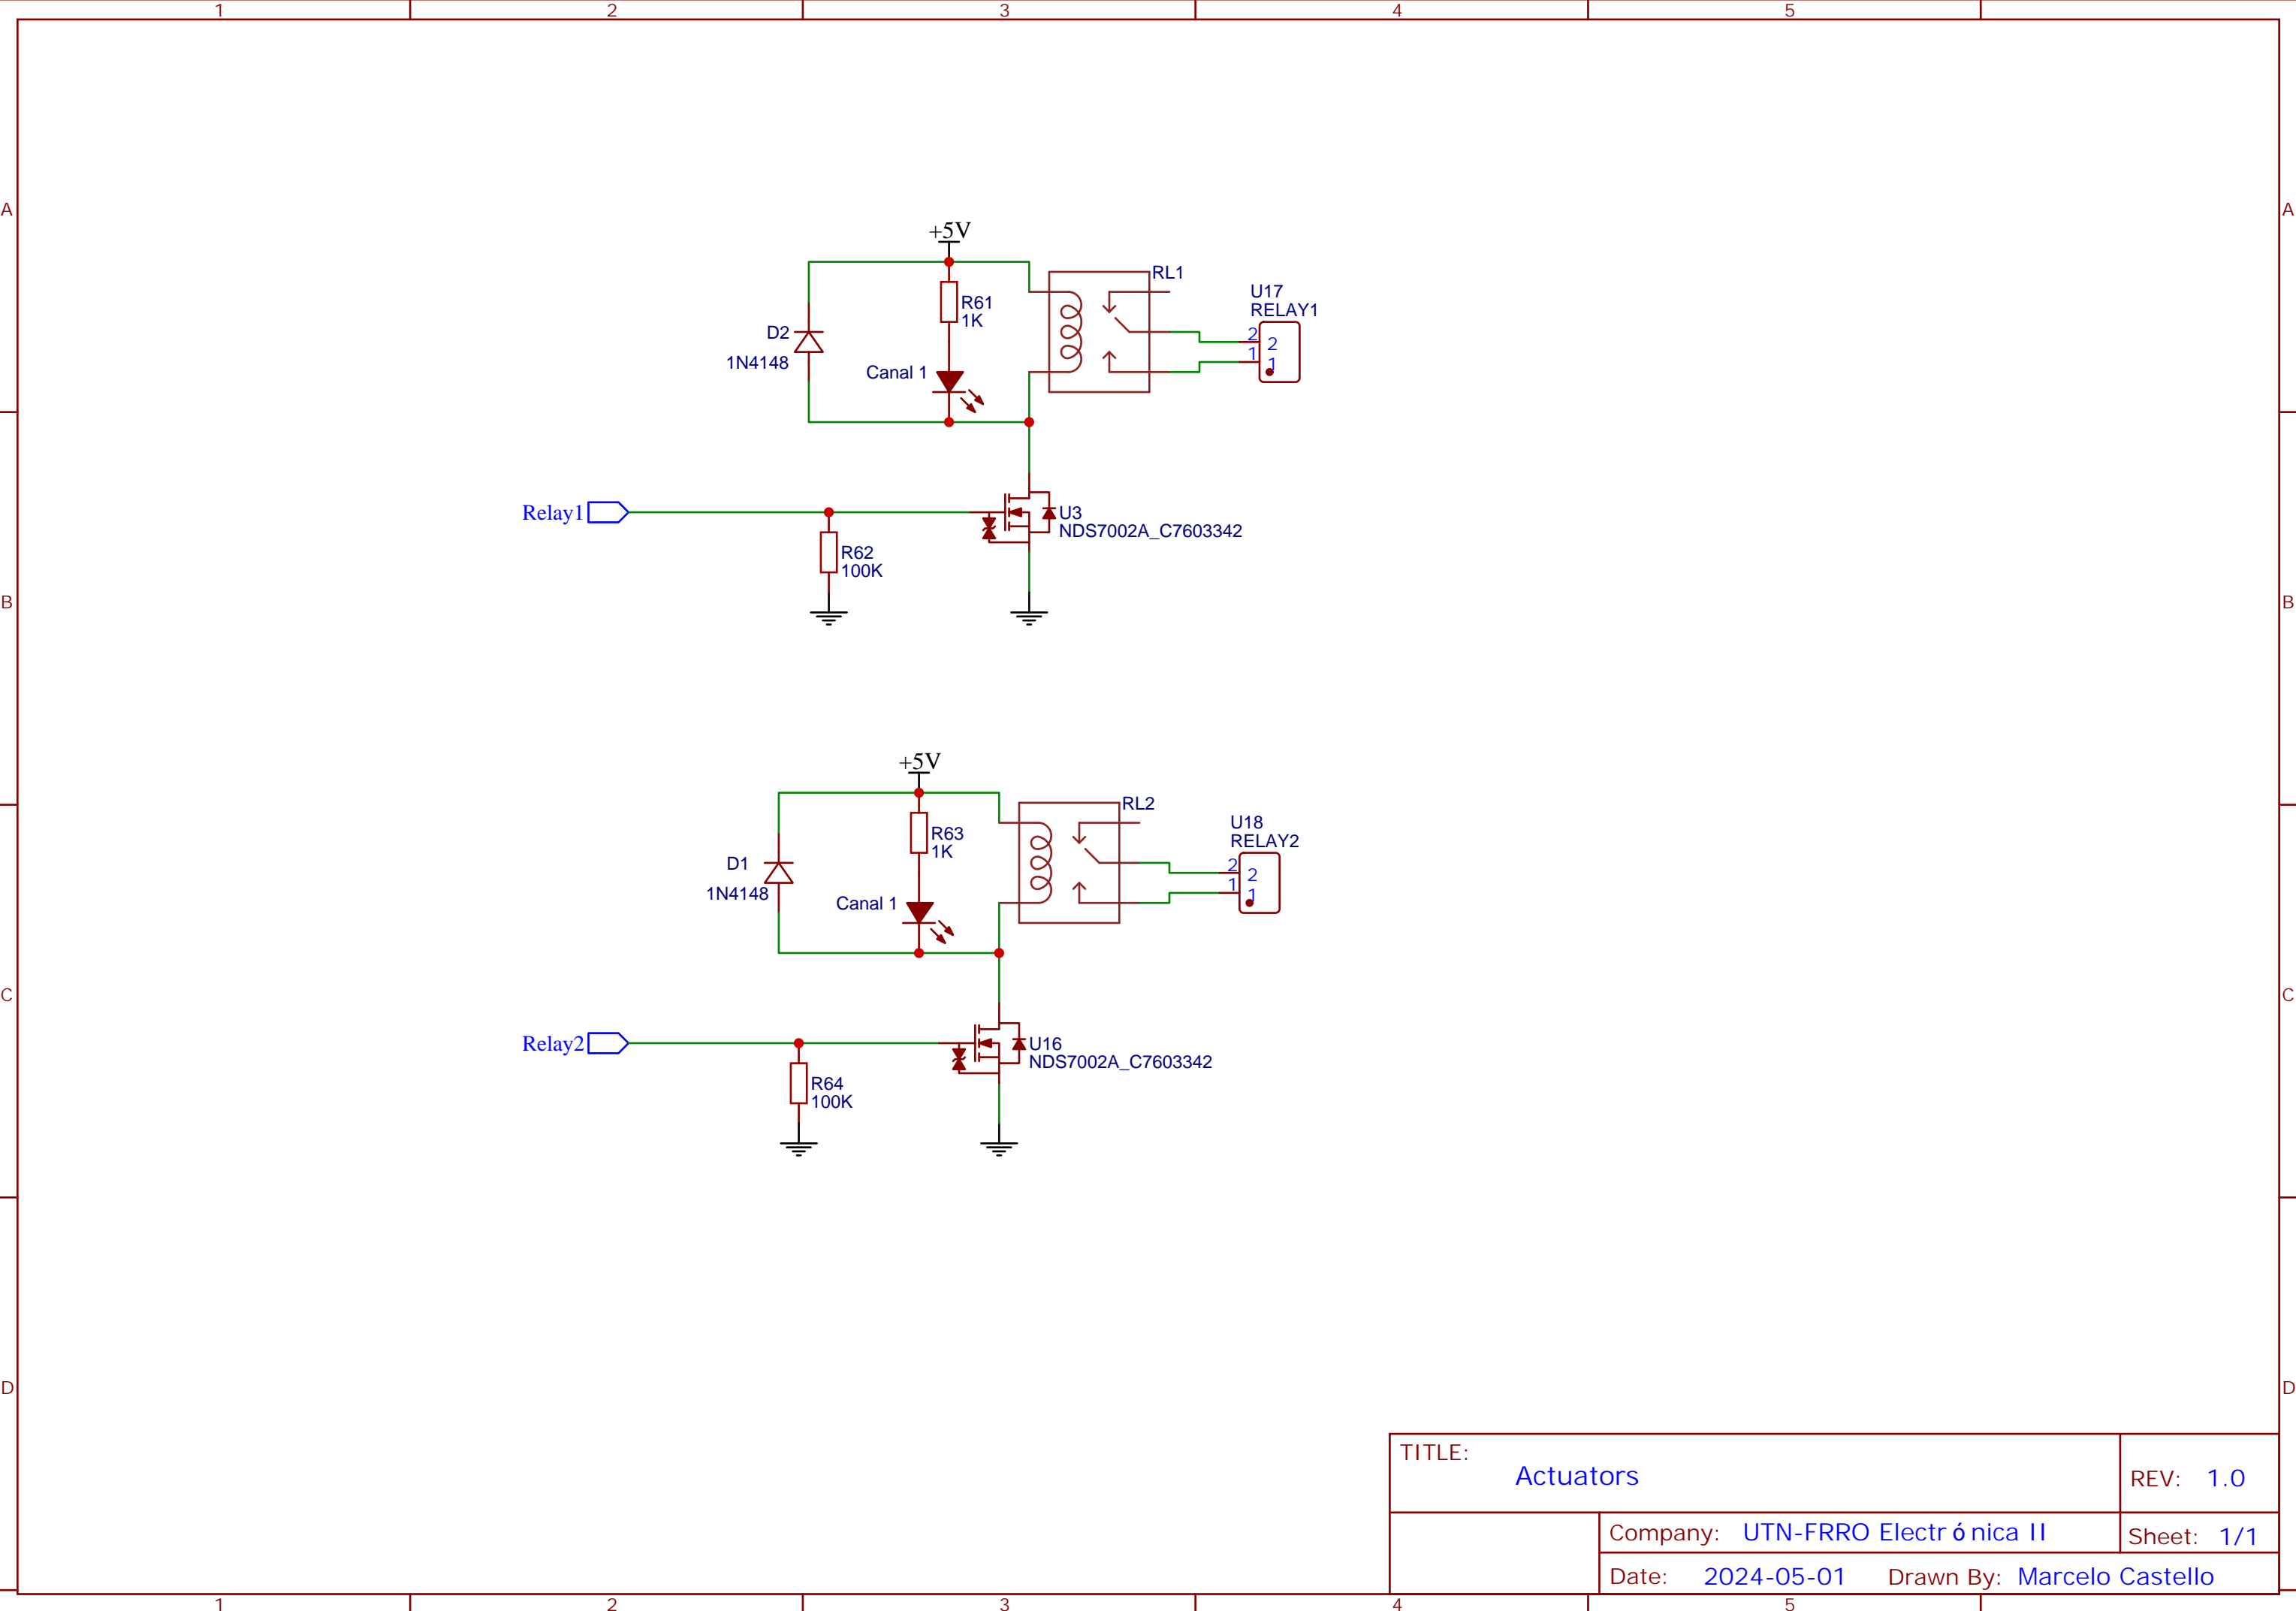 1 2 3 4 5
A A
+5V
RL1
R61
1K
U17
RELAY1
D2
1N4148
2
1
2
1
Canal 1
Relay1
U3
NDS7002A_C7603342
R62
100K
B B
+5V
RL2
R63
1K
U18
RELAY2
D1
1N4148
2
1
2
1
Canal 1
C C
Relay2
U16
NDS7002A_C7603342
R64
100K
D D
TITLE:
Actuators
REV: 1.0
Company: UTN-FRRO Electrónica II
Sheet: 1/1
Date: 2024-05-01 Drawn By: Marcelo Castello
1 2 3 4 5